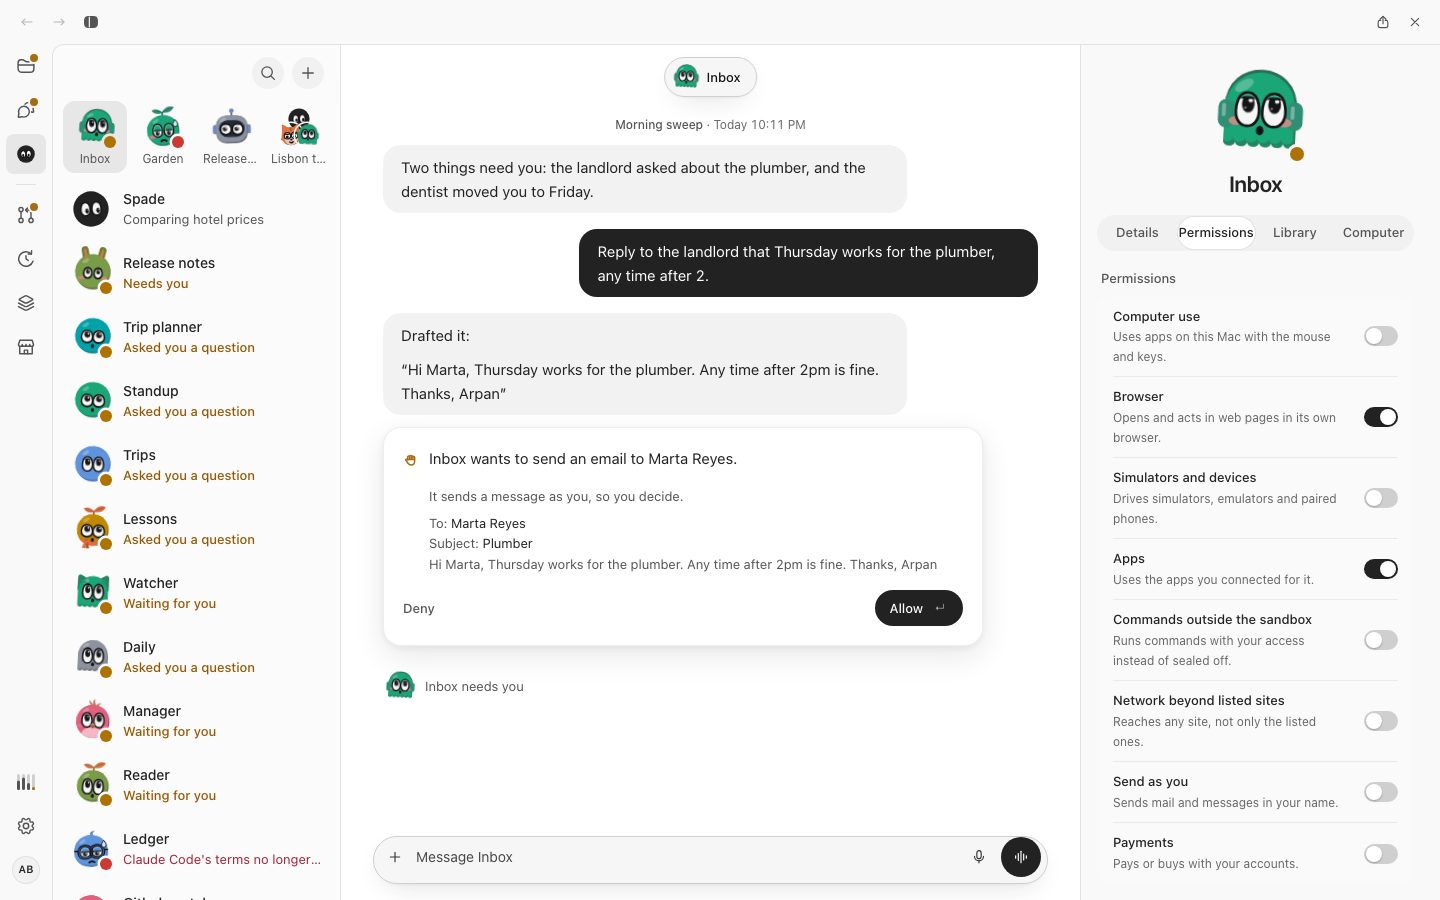 Inbox
Garden
Release...
Lisbon t...
Spade
Comparing hotel prices
Release notes
Needs you
Trip planner
Asked you a question
Standup
Asked you a question
Trips
Asked you a question
Lessons
Asked you a question
Watcher
Waiting for you
Daily
Asked you a question
Manager
Waiting for you
Reader
Waiting for you
Ledger
Claude Code's terms no longer...
AB
Inbox
Morning sweep · Today 10:11 PM
Two things need you: the landlord asked about the plumber, and the
dentist moved you to Friday.
Reply to the landlord that Thursday works for the plumber,
any time after 2.
Drafted it:
“Hi Marta, Thursday works for the plumber. Any time after 2pm is fine.
Thanks, Arpan”
Inbox wants to send an email to Marta Reyes.
It sends a message as you, so you decide.
To: Marta Reyes
Subject: Plumber
Hi Marta, Thursday works for the plumber. Any time after 2pm is fine. Thanks, Arpan
Deny
Allow
Inbox needs you
Message Inbox
Inbox
Details
Permissions
Library
Computer
Permissions
Computer use
Uses apps on this Mac with the mouse
and keys.
Browser
Opens and acts in web pages in its own
browser.
Simulators and devices
Drives simulators, emulators and paired
phones.
Apps
Uses the apps you connected for it.
Commands outside the sandbox
Runs commands with your access
instead of sealed off.
Network beyond listed sites
Reaches any site, not only the listed
ones.
Send as you
Sends mail and messages in your name.
Payments
Pays or buys with your accounts.